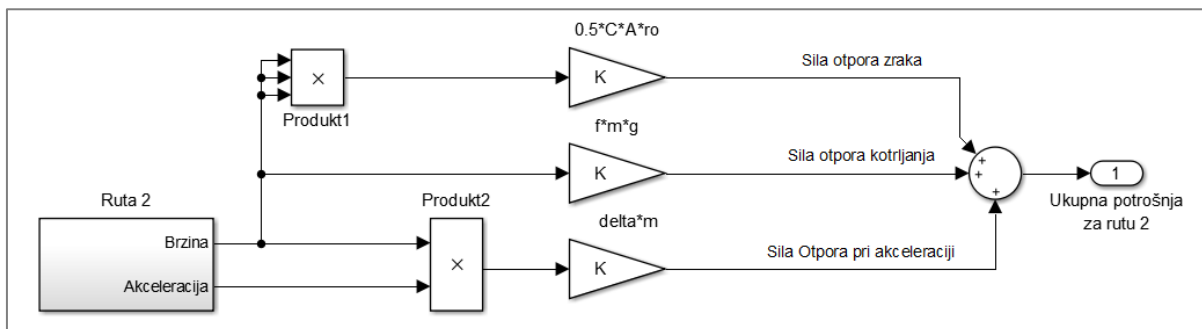 0.5*C*A*ro
Sila otpora zraka
×
K
Produkt1
f*m*g
Sila otpora kotrljanja
K
+
+
+
1
Ukupna potrošnja
za rutu 2
Ruta 2
Produkt2
delta*m
Brzina
×
K
Sila Otpora pri akceleraciji
Akceleracija